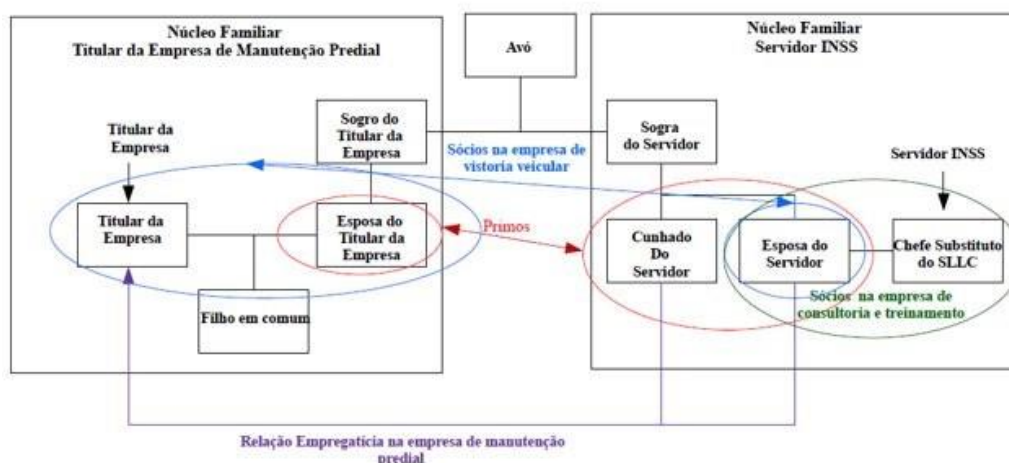 Núcleo Familiar
Titular da Empresa de Manutenção Predial
Avó
Núcleo Familiar
Servidor INSS
Titular da
Empresa
Sogro do
Titular da
Empresa
Sócios na empresa de
vistoria veicular
Sogra
do Servidor
Servidor INSS
Titular da
Empresa
Esposa do
Titular da
Empresa
Primos
Cunhado
Do
Servidor
Esposa do
Servidor
Chefe Substituto
do SLLC
Filho em comum
Sócios na empresa de
consultoria e treinamento
Relação Empregatícia na empresa de manutenção
predial